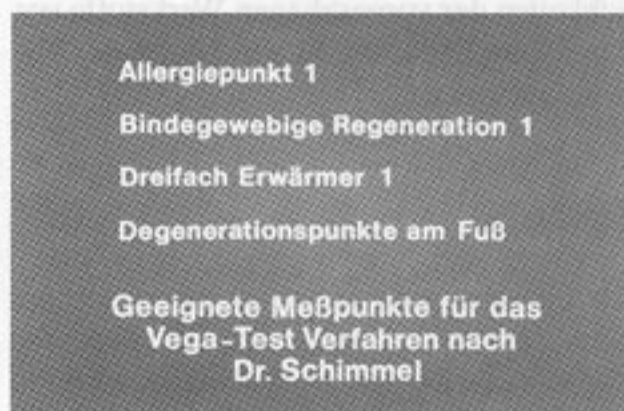 Allergiepunkt 1
Bindegewebige Regeneration 1
Dreifach Erwärmer 1
Degenerationspunkte am Fuß
Geeignete Meßpunkte für das
Vega-Test Verfahren nach
Dr. Schimmel